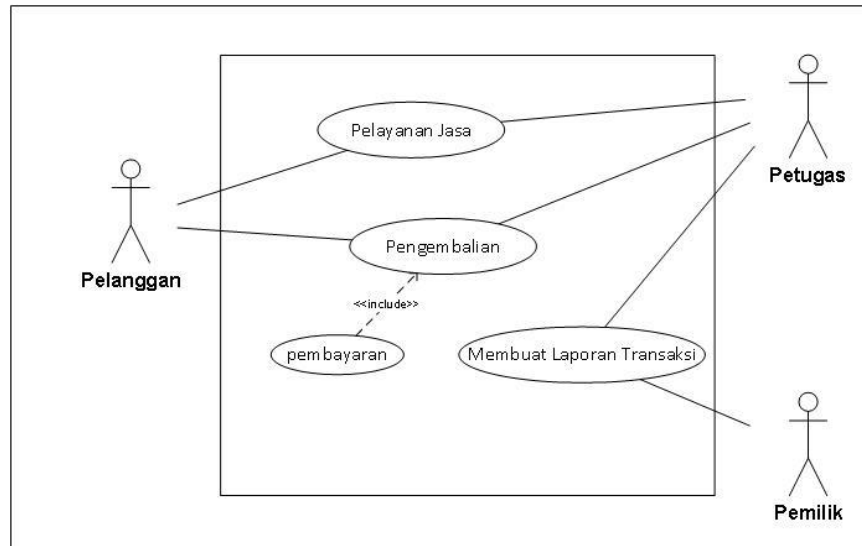 Pelayanan Jasa
Petugas
Pelanggan
Pengembalian
<<include>>
pembayaran
Membuat Laporan Transaksi
Pemilik